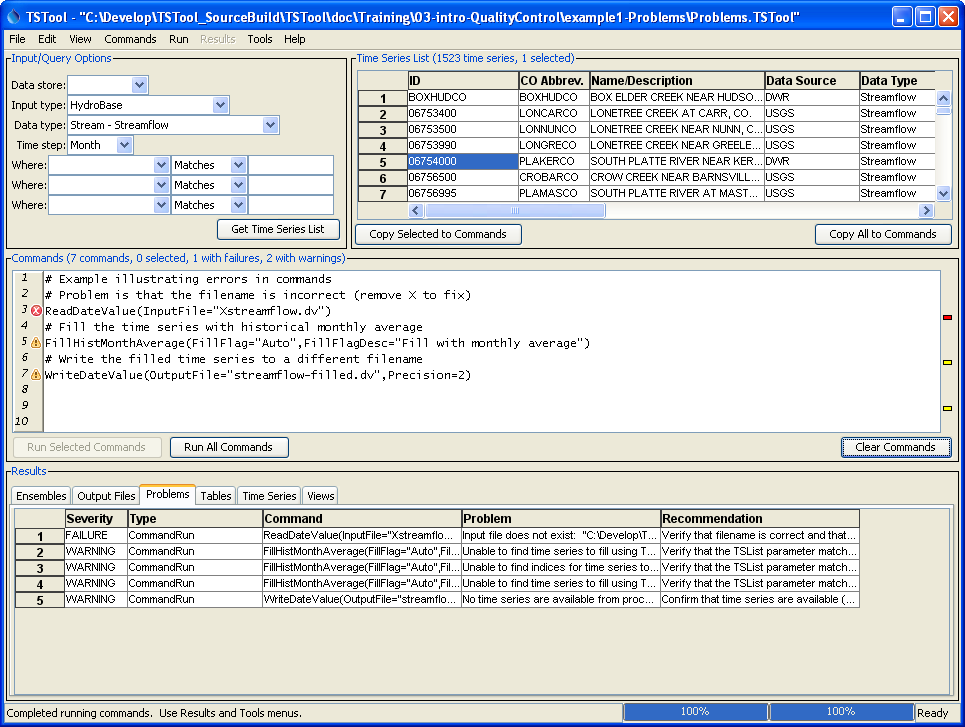 TSTool - "C:\Develop\TSTool_SourceBuild\TSTool\doc\Training\03-intro-QualityControl\example1-Problems\Problems.TSTool"
File Edit View Commands Run Results Tools Help
Input/Query Options
Data store:
Input type: HydroBase
Data type: Stream - Streamflow
Time step: Month
Where: Matches
Where: Matches
Where: Matches
Get Time Series List
Time Series List (1523 time series, 1 selected)
ID CO Abbrev. Name/Description Data Source Data Type
1 BOXHUDCO BOXHUDCO BOX ELDER CREEK NEAR HUDSO... DWR Streamflow
2 06753400 LONCARCO LONETREE CREEK AT CARR, CO. USGS Streamflow
3 06753500 LONNUNCO LONETREE CREEK NEAR NUNN, C... USGS Streamflow
4 06753990 LONGRECO LONETREE CREEK NEAR GREELE... USGS Streamflow
5 06754000 PLAKERCO SOUTH PLATTE RIVER NEAR KER... DWR Streamflow
6 06756500 CROBARCO CROW CREEK NEAR BARNSVILL... USGS Streamflow
7 06756995 PLAMASCO SOUTH PLATTE RIVER AT MAST... USGS Streamflow
Copy Selected to Commands Copy All to Commands
Commands (7 commands, 0 selected, 1 with failures, 2 with warnings)
1 # Example illustrating errors in commands
2 # Problem is that the filename is incorrect (remove X to fix)
3 ReadDateValue(InputFile="Xstreamflow.dv")
4 # Fill the time series with historical monthly average
5 FillHistMonthAverage(FillFlag="Auto",FillFlagDesc="Fill with monthly average")
6 # Write the filled time series to a different filename
7 WriteDateValue(OutputFile="streamflow-filled.dv",Precision=2)
8
9
10
Run Selected Commands Run All Commands Clear Commands
Results
Ensembles Output Files Problems Tables Time Series Views
Severity Type Command Problem Recommendation
1 FAILURE CommandRun ReadDateValue(InputFile="Xstreamflo... Input file does not exist: "C:\Develop\T... Verify that filename is correct and that...
2 WARNING CommandRun FillHistMonthAverage(FillFlag="Auto",Fil... Unable to find time series to fill using T... Verify that the TSList parameter match...
3 WARNING CommandRun FillHistMonthAverage(FillFlag="Auto",Fil... Unable to find indices for time series to... Verify that the TSList parameter match...
4 WARNING CommandRun FillHistMonthAverage(FillFlag="Auto",Fil... Unable to find time series to fill using T... Verify that the TSList parameter match...
5 WARNING CommandRun WriteDateValue(OutputFile="streamflo... No time series are available from proc... Confirm that time series are available (...
Completed running commands. Use Results and Tools menus. 100% 100% Ready